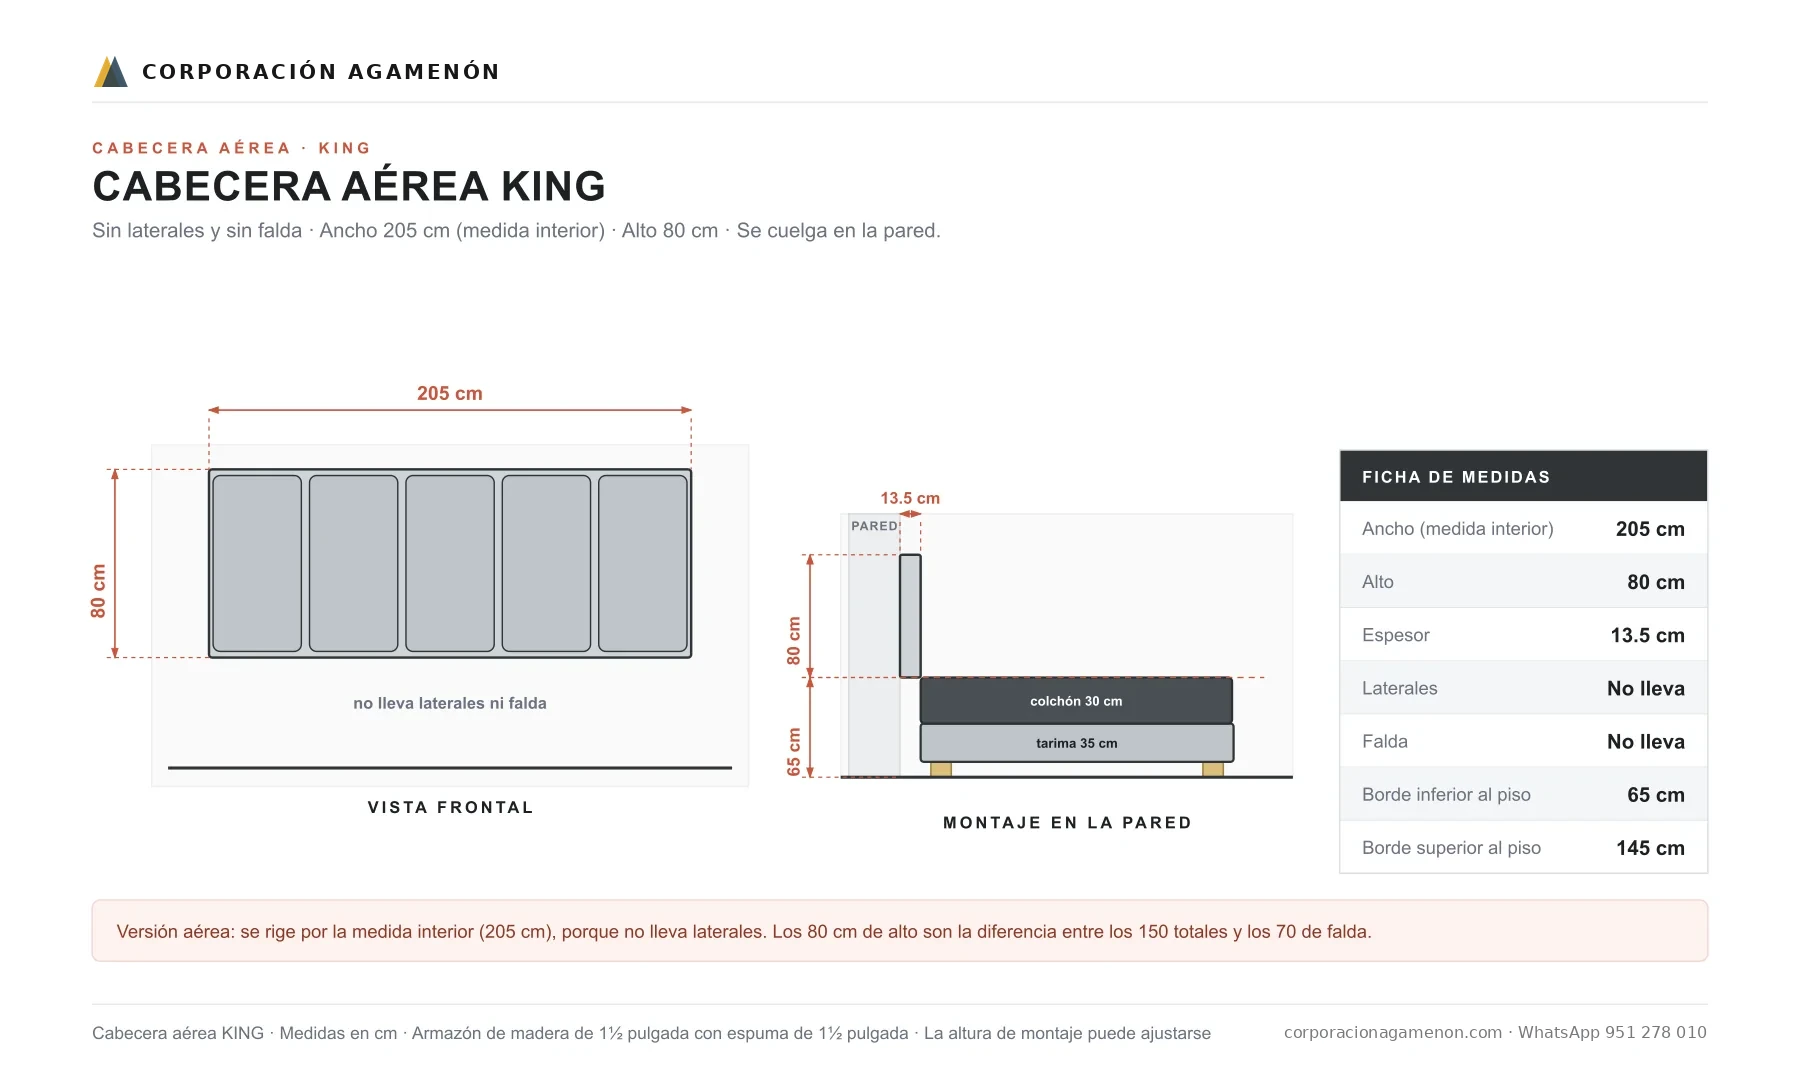 CORPORACIÓN AGAMENÓN
CABECERA AÉREA · KING
CABECERA AÉREA KING
Sin laterales y sin falda · Ancho 205 cm (medida interior) · Alto 80 cm · Se cuelga en la pared.
205 cm
80 cm
no lleva laterales ni falda
VISTA FRONTAL
13.5 cm
PARED
80 cm
65 cm
colchón 30 cm
tarima 35 cm
MONTAJE EN LA PARED
FICHA DE MEDIDAS
Ancho (medida interior) 205 cm
Alto 80 cm
Espesor 13.5 cm
Laterales No lleva
Falda No lleva
Borde inferior al piso 65 cm
Borde superior al piso 145 cm
Versión aérea: se rige por la medida interior (205 cm), porque no lleva laterales. Los 80 cm de alto son la diferencia entre los 150 totales y los 70 de falda.
Cabecera aérea KING · Medidas en cm · Armazón de madera de 1½ pulgada con espuma de 1½ pulgada · La altura de montaje puede ajustarse
corporacionagamenon.com · WhatsApp 951 278 010